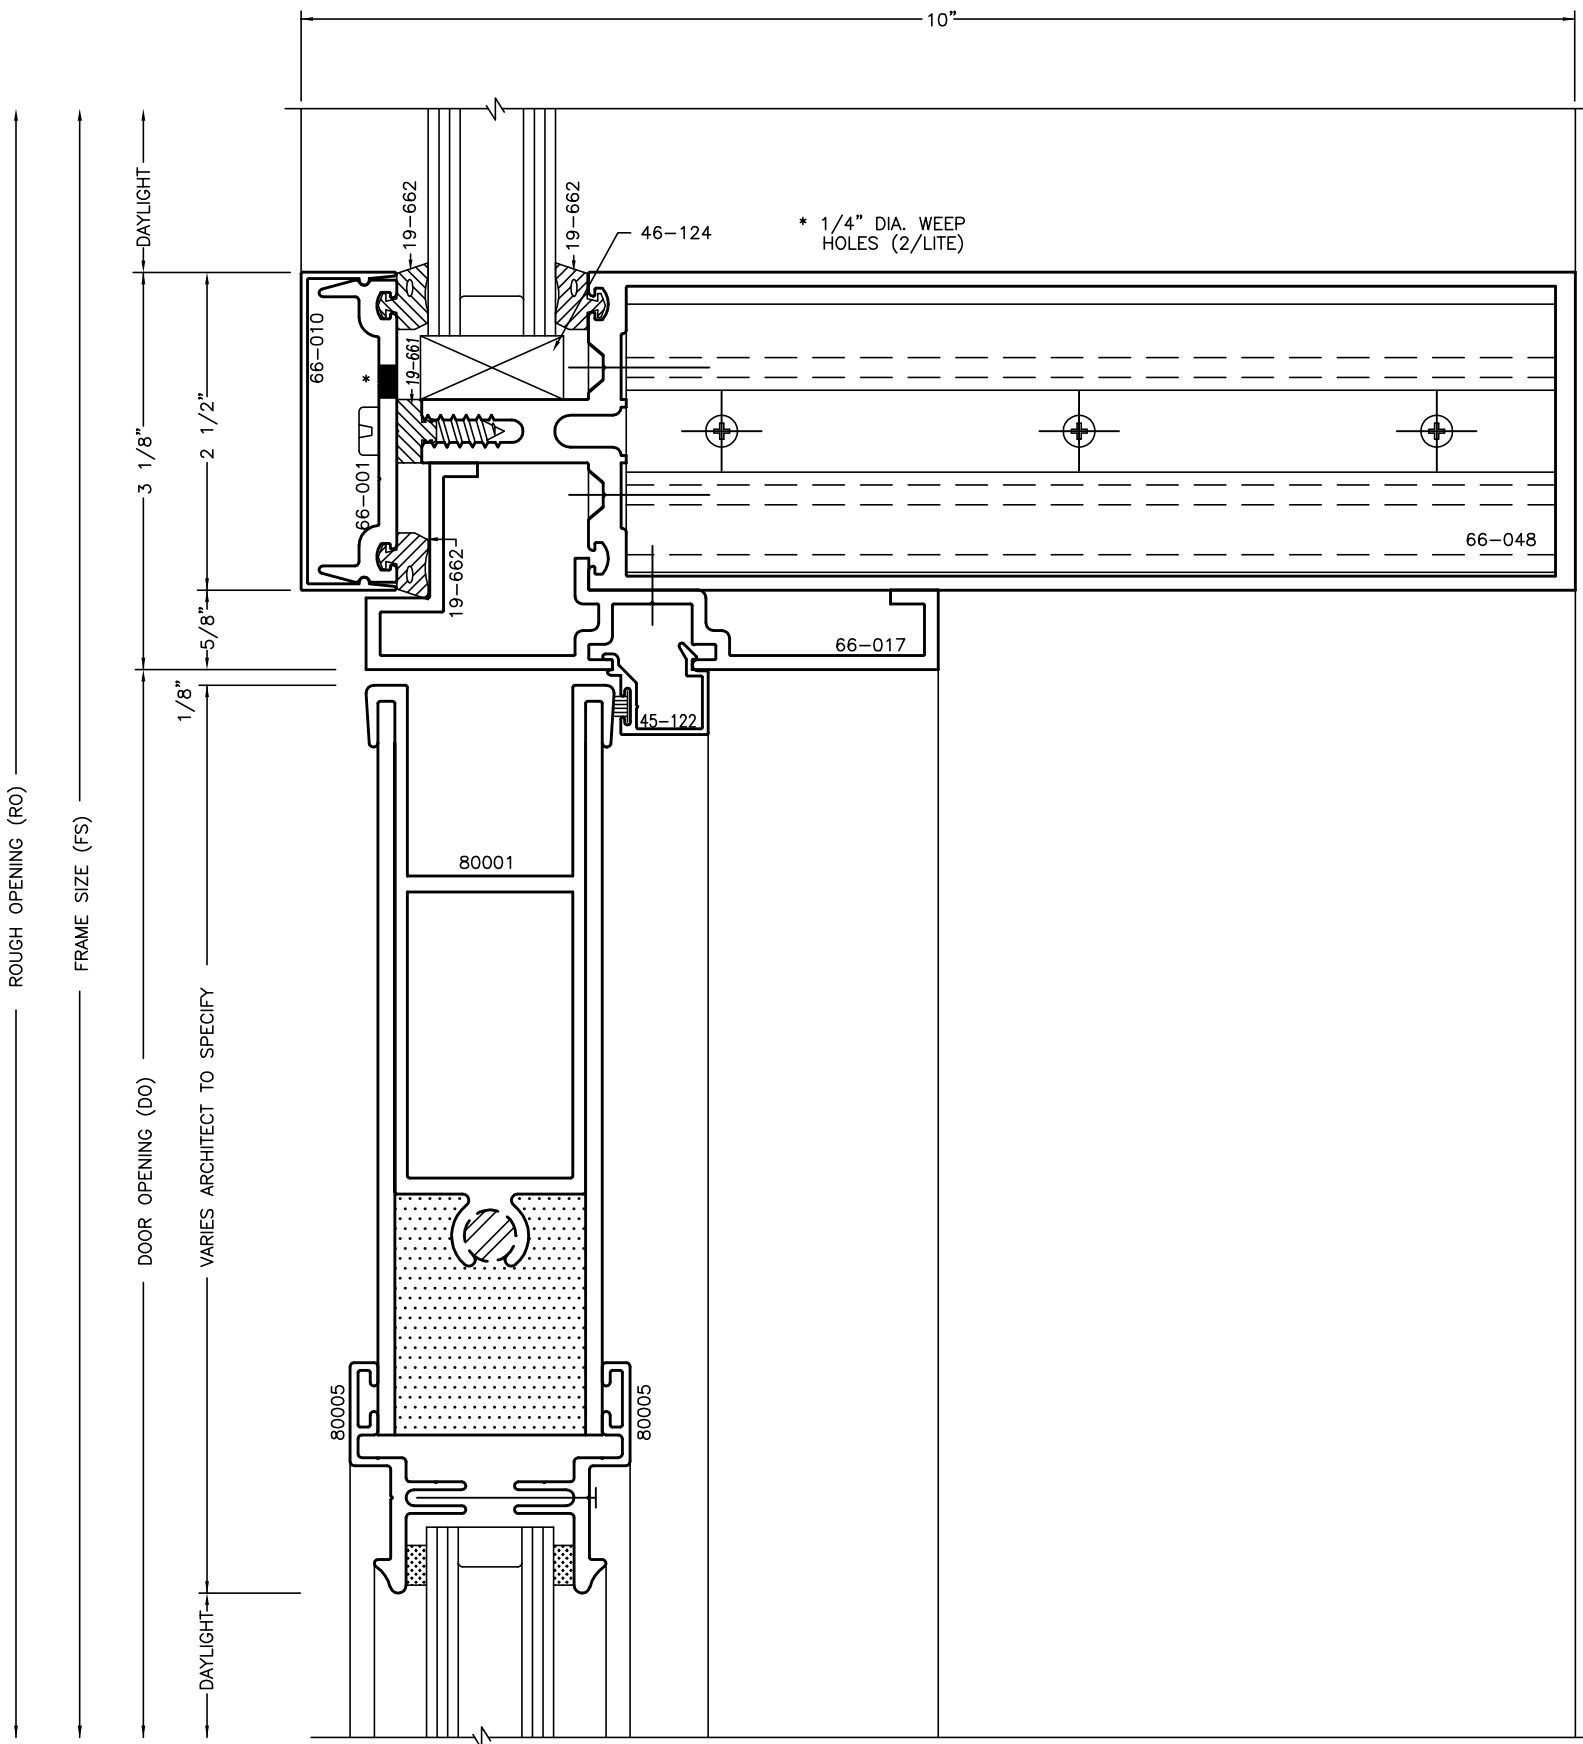 10"
DAYLIGHT
19-662
19-662
46-124
* 1/4" DIA. WEEP
HOLES (2/LITE)
66-010
*
19-661
3 1/8"
2 1/2"
66-001
66-048
19-662
5/8"
66-017
1/8"
45-122
ROUGH OPENING (RO)
FRAME SIZE (FS)
80001
DOOR OPENING (DO)
VARIES ARCHITECT TO SPECIFY
80005
80005
DAYLIGHT